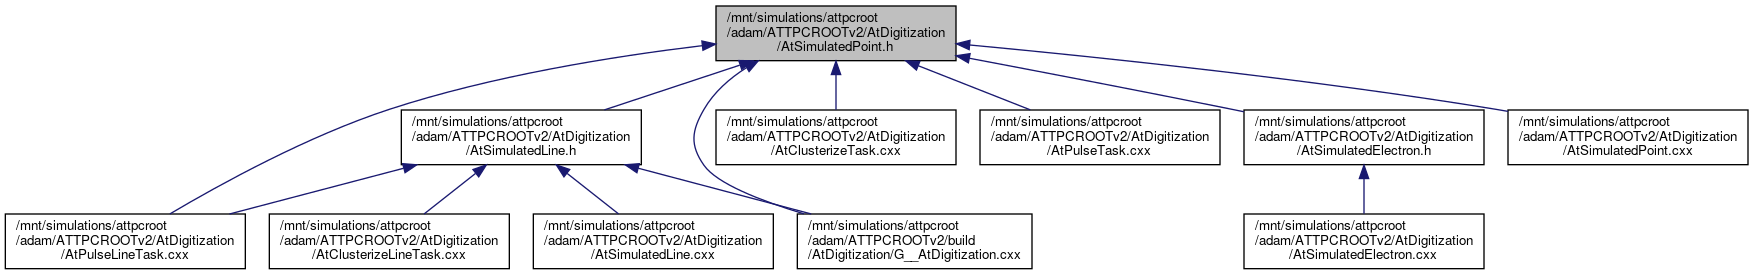 /mnt/simulations/attpcroot
/adam/ATTPCROOTv2/AtDigitization
/AtSimulatedPoint.h
/mnt/simulations/attpcroot
/adam/ATTPCROOTv2/AtDigitization
/AtSimulatedLine.h
/mnt/simulations/attpcroot
/adam/ATTPCROOTv2/AtDigitization
/AtClusterizeTask.cxx
/mnt/simulations/attpcroot
/adam/ATTPCROOTv2/AtDigitization
/AtPulseTask.cxx
/mnt/simulations/attpcroot
/adam/ATTPCROOTv2/AtDigitization
/AtSimulatedElectron.h
/mnt/simulations/attpcroot
/adam/ATTPCROOTv2/AtDigitization
/AtSimulatedPoint.cxx
/mnt/simulations/attpcroot
/adam/ATTPCROOTv2/AtDigitization
/AtPulseLineTask.cxx
/mnt/simulations/attpcroot
/adam/ATTPCROOTv2/AtDigitization
/AtClusterizeLineTask.cxx
/mnt/simulations/attpcroot
/adam/ATTPCROOTv2/AtDigitization
/AtSimulatedLine.cxx
/mnt/simulations/attpcroot
/adam/ATTPCROOTv2/build
/AtDigitization/G__AtDigitization.cxx
/mnt/simulations/attpcroot
/adam/ATTPCROOTv2/AtDigitization
/AtSimulatedElectron.cxx